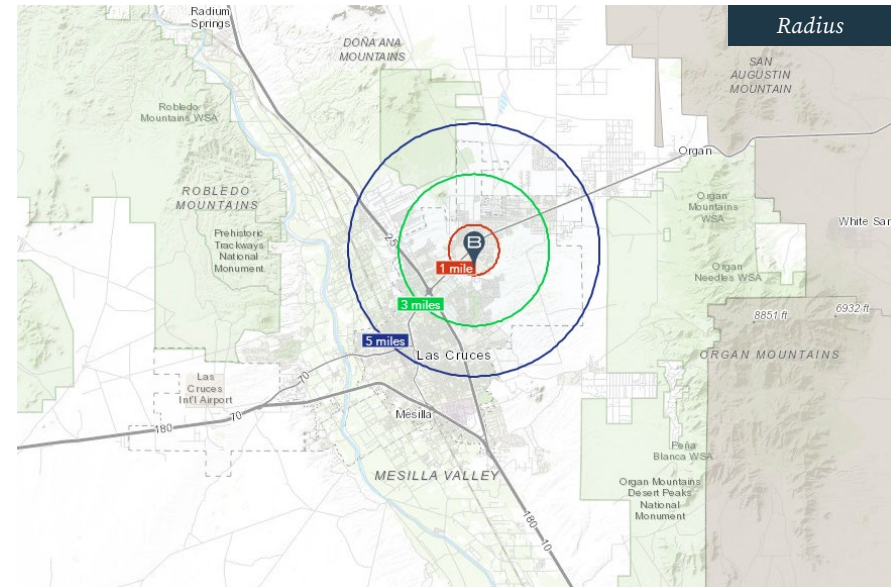 Radium
Springs
Radius
DOÑA ANA
MOUNTAINS
SAN
AUGUSTIN
MOUNTAIN
Robledo
Mountains WSA
Organ
ROBLEDO
MOUNTAINS
Organ
Mountains
WSA
White San
Prehistoric
Trackways
National
Monument
25
B
1 mile
Organ
Needles WSA
3 miles
8851 ft
6932 ft
5 miles
Las Cruces
ORGAN MOUNTAINS
Las
Cruces
Int'l Airport
70
70
180
Mesilla
Peña
Blanca WSA
MESILLA VALLEY
Organ Mountains
Desert Peaks
National
Monument
180
10